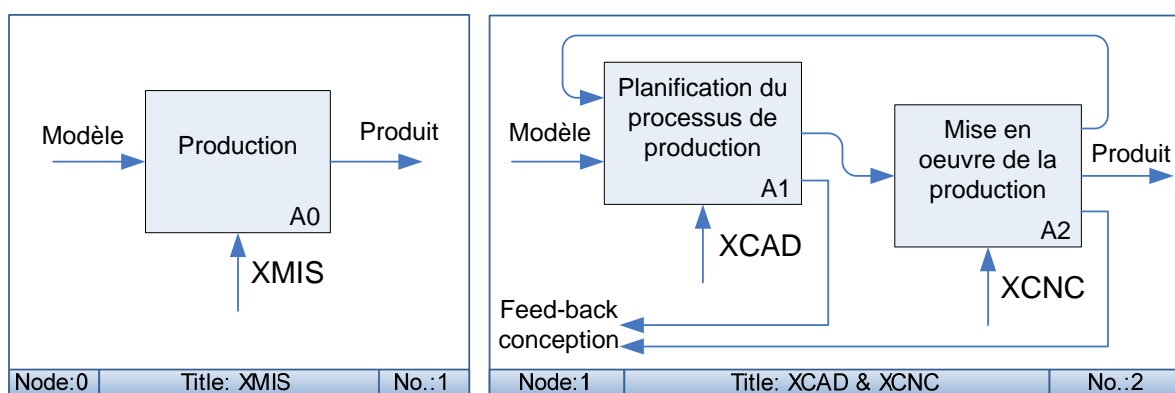 Modèle
Production
Produit
A0
XMIS
Node:0
Title: XMIS
No.:1
Modèle
Planification du
processus de
production
A1
XCAD
Mise en
oeuvre de la
production
A2
Produit
XCNC
Feed-back
conception
Node:1
Title: XCAD & XCNC
No.:2